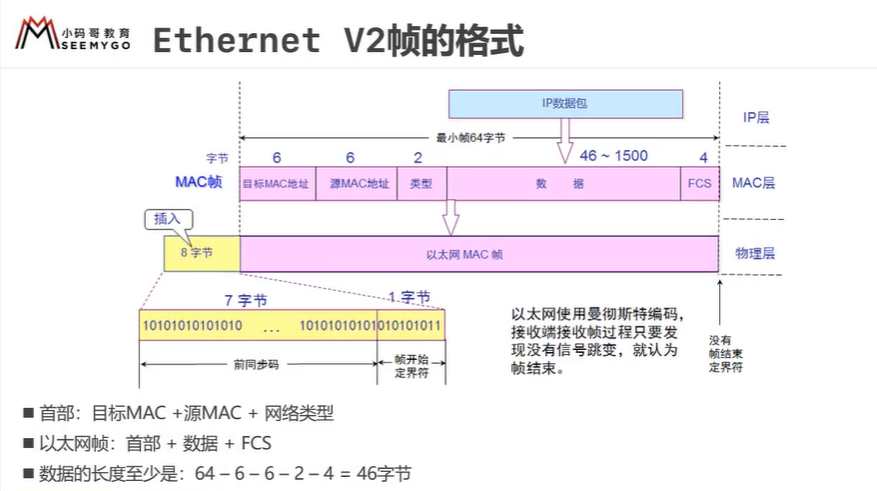 小码哥教育
SEEMYGO
Ethernet V2帧的格式
IP数据包
IP层
最小帧64字节
字节 6 6 2 46 ~ 1500 4
MAC帧 目标MAC地址 源MAC地址 类型 数 据 FCS MAC层
插入
8 字节 以太网 MAC 帧 物理层
7 字节 1 字节
10101010101010 ... 10101010101010101011
前同步码 帧开始
定界符
以太网使用曼彻斯特编码,
接收端接收帧过程只要发
现没有信号跳变,就认为
帧结束。
没有
帧结束
定界符
■ 首部:目标MAC +源MAC + 网络类型
■ 以太网帧:首部 + 数据 + FCS
■ 数据的长度至少是:64 – 6 – 6 – 2 – 4 = 46字节